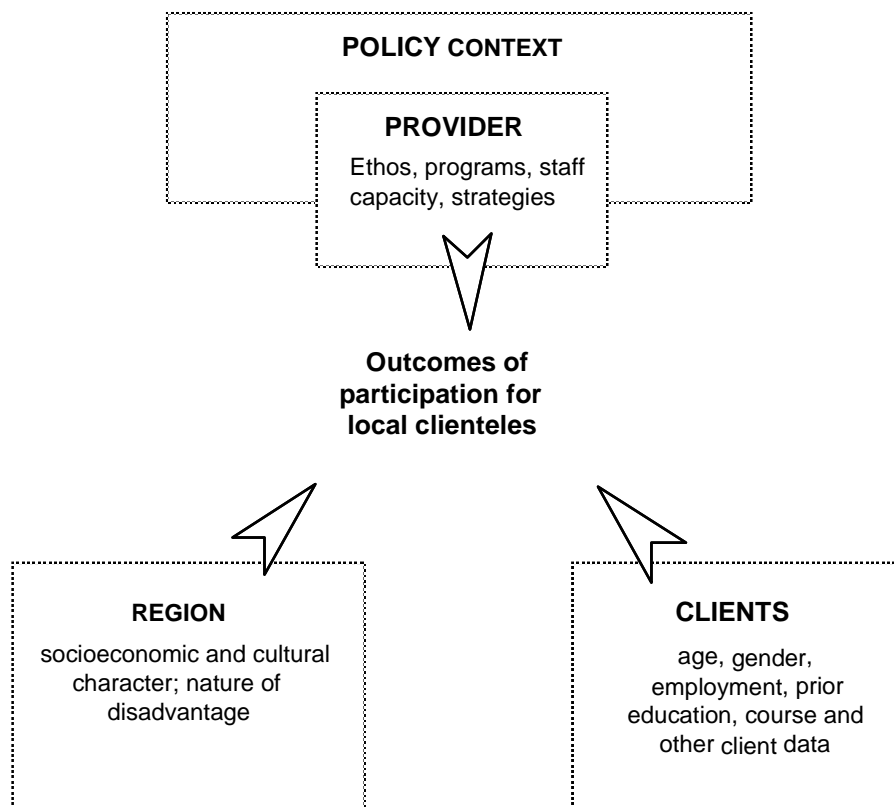 POLICY CONTEXT
PROVIDER
Ethos, programs, staff
capacity, strategies
Outcomes of
participation for
local clienteles
REGION
socioeconomic and cultural
character; nature of
disadvantage
CLIENTS
age, gender,
employment, prior
education, course and
other client data